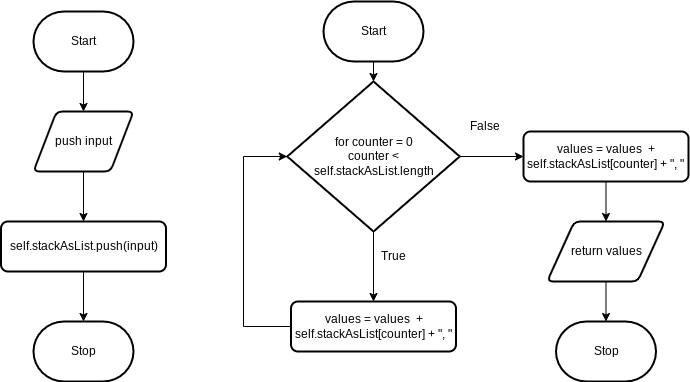 Start
push input
self.stackAsList.push(input)
Stop
Start
for counter = 0
counter <
self.stackAsList.length
False
True
values = values +
self.stackAsList[counter] + ", "
values = values +
self.stackAsList[counter] + ", "
return values
Stop